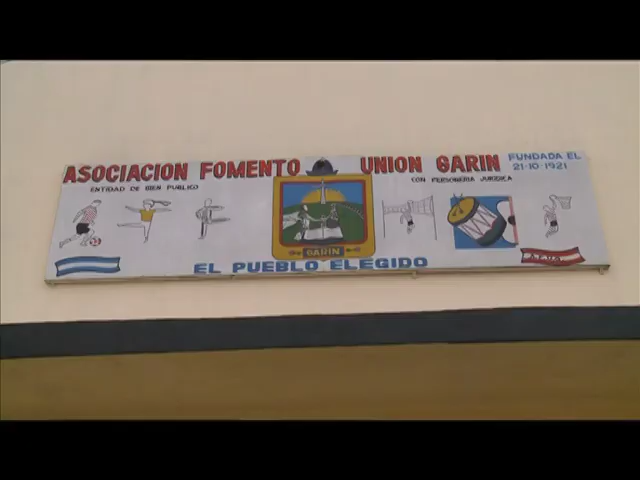 ASOCIACION FOMENTO UNION GARIN
FUNDADA EL
21-10-1921
ENTIDAD DE BIEN PUBLICO
CON PERSONERIA JURIDICA
GARIN
A.F.U.G.
EL PUEBLO ELEGIDO